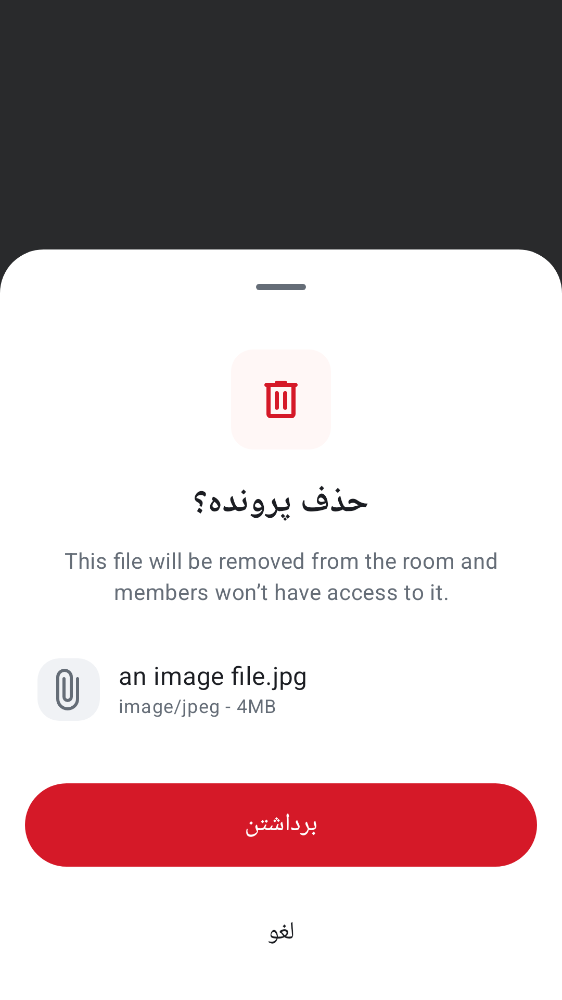 حذف پرونده؟
This file will be removed from the room and
members won’t have access to it.
an image file.jpg
image/jpeg - 4MB
برداشتن
لغو